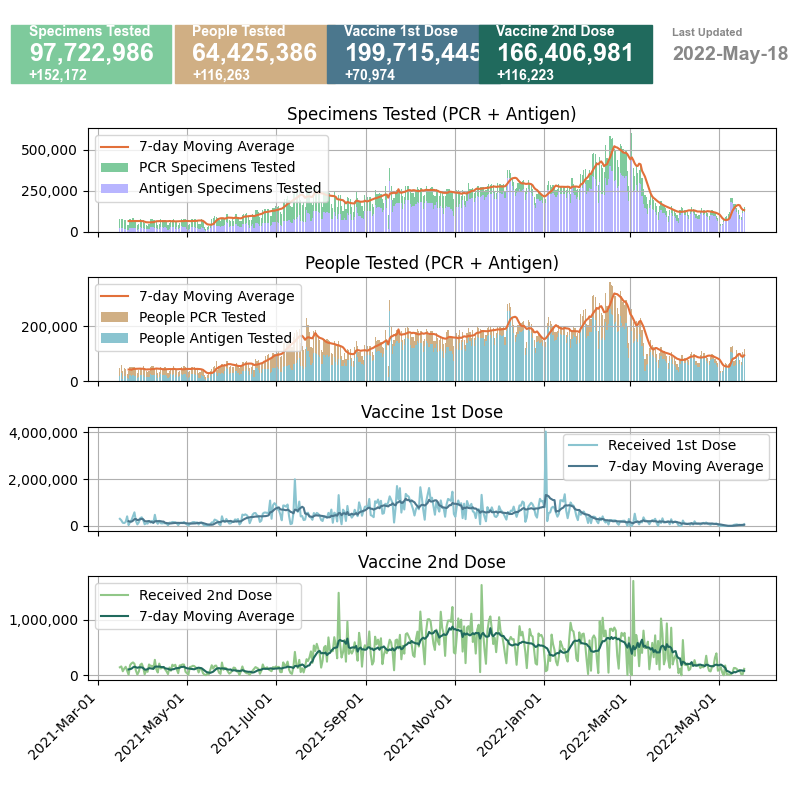 Specimens Tested
97,722,986
+152,172
People Tested
64,425,386
+116,263
Vaccine 1st Dose
199,715,445
+70,974
Vaccine 2nd Dose
166,406,981
+116,223
Last Updated
2022-May-18
Specimens Tested (PCR + Antigen)
7-day Moving Average
PCR Specimens Tested
Antigen Specimens Tested
500,000
250,000
0
People Tested (PCR + Antigen)
7-day Moving Average
People PCR Tested
People Antigen Tested
200,000
0
Vaccine 1st Dose
Received 1st Dose
7-day Moving Average
4,000,000
2,000,000
0
Vaccine 2nd Dose
Received 2nd Dose
7-day Moving Average
1,000,000
0
2021-Mar-01
2021-May-01
2021-Jul-01
2021-Sep-01
2021-Nov-01
2022-Jan-01
2022-Mar-01
2022-May-01